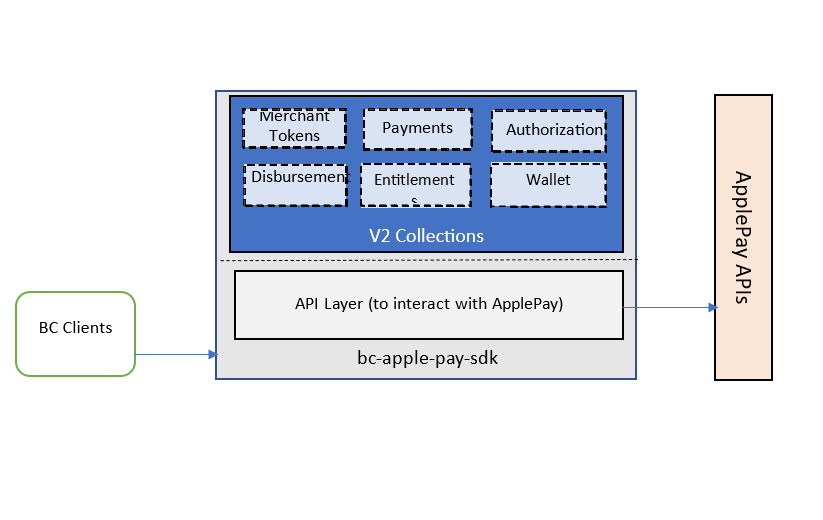 Merchant
Tokens
Payments
Authorization
Disbursement
Entitlement
s
Wallet
V2 Collections
API Layer (to interact with ApplePay)
bc-apple-pay-sdk
BC Clients
ApplePay APIs